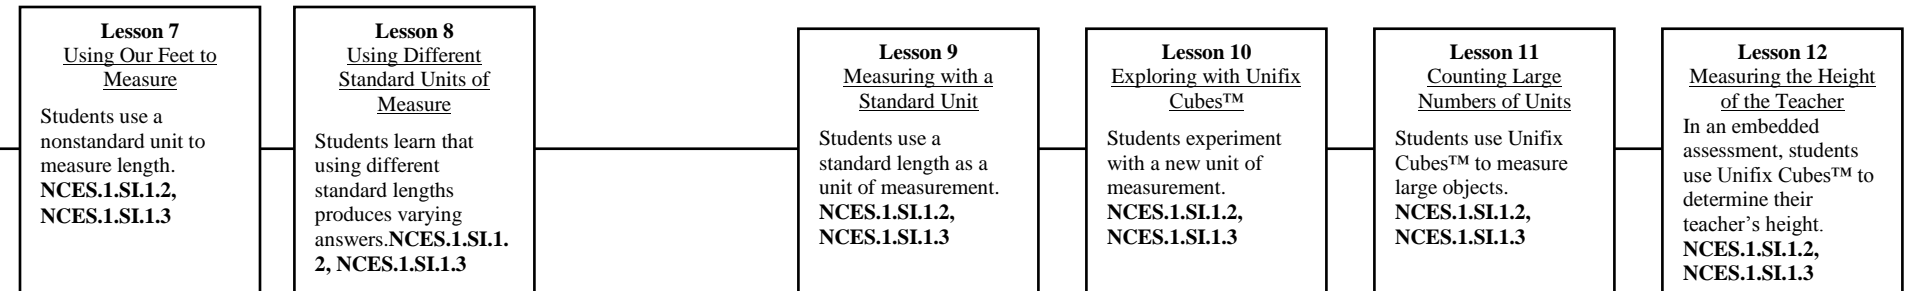 Lesson 7
Using Our Feet to
Measure
Students use a
nonstandard unit to
measure length.
NCES.1.SI.1.2,
NCES.1.SI.1.3
Lesson 8
Using Different
Standard Units of
Measure
Students learn that
using different
standard lengths
produces varying
answers.NCES.1.SI.1.
2, NCES.1.SI.1.3
Lesson 9
Measuring with a
Standard Unit
Students use a
standard length as a
unit of measurement.
NCES.1.SI.1.2,
NCES.1.SI.1.3
Lesson 10
Exploring with Unifix
Cubes™
Students experiment
with a new unit of
measurement.
NCES.1.SI.1.2,
NCES.1.SI.1.3
Lesson 11
Counting Large
Numbers of Units
Students use Unifix
Cubes™ to measure
large objects.
NCES.1.SI.1.2,
NCES.1.SI.1.3
Lesson 12
Measuring the Height
of the Teacher
In an embedded
assessment, students
use Unifix Cubes™ to
determine their
teacher’s height.
NCES.1.SI.1.2,
NCES.1.SI.1.3